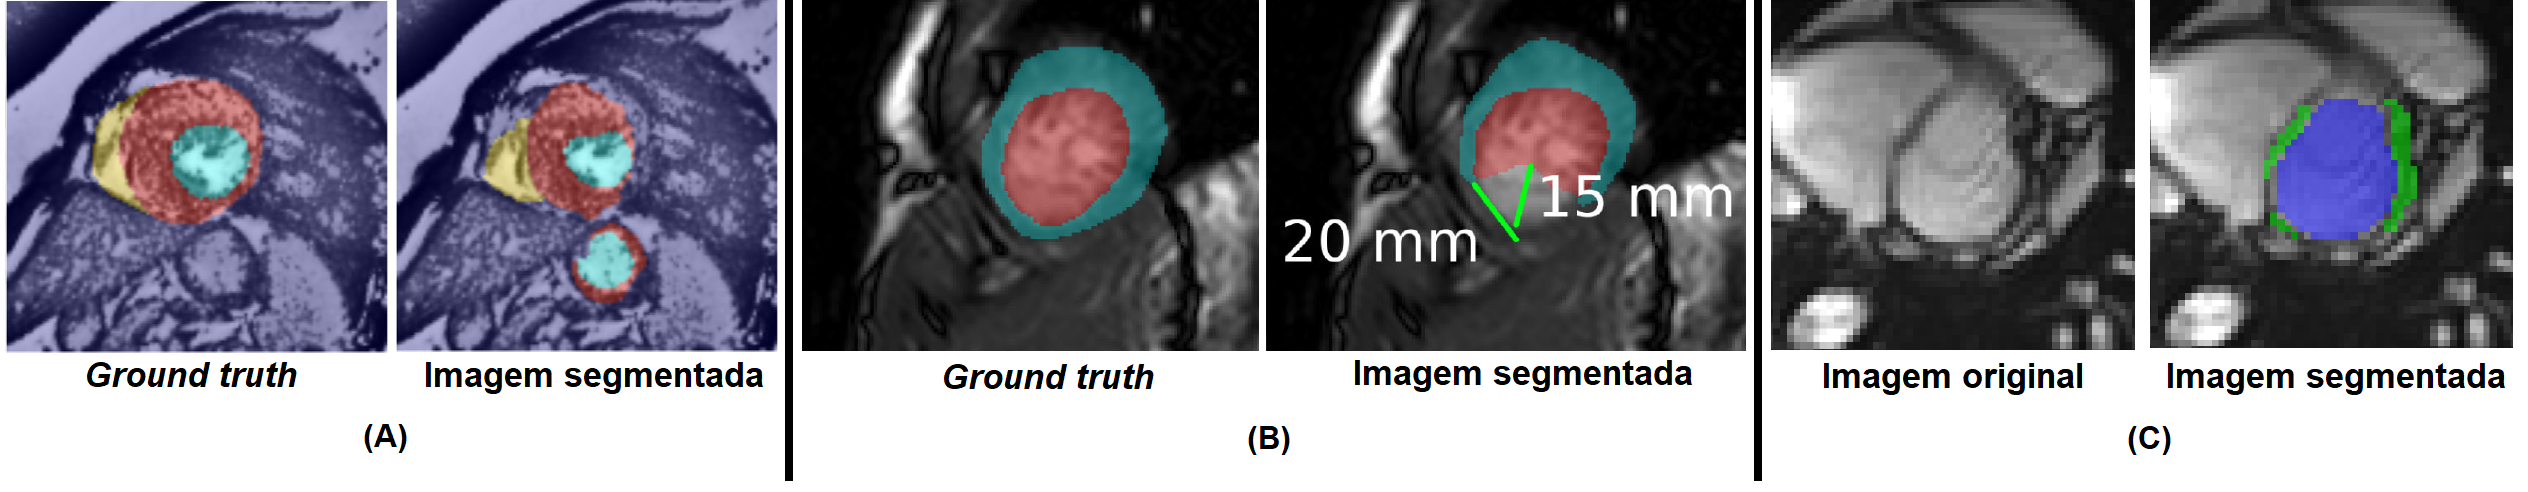 15 mm
20 mm
Ground truth
Imagem segmentada
Ground truth
Imagem segmentada
Imagem original
Imagem segmentada
(A)
(B)
(C)